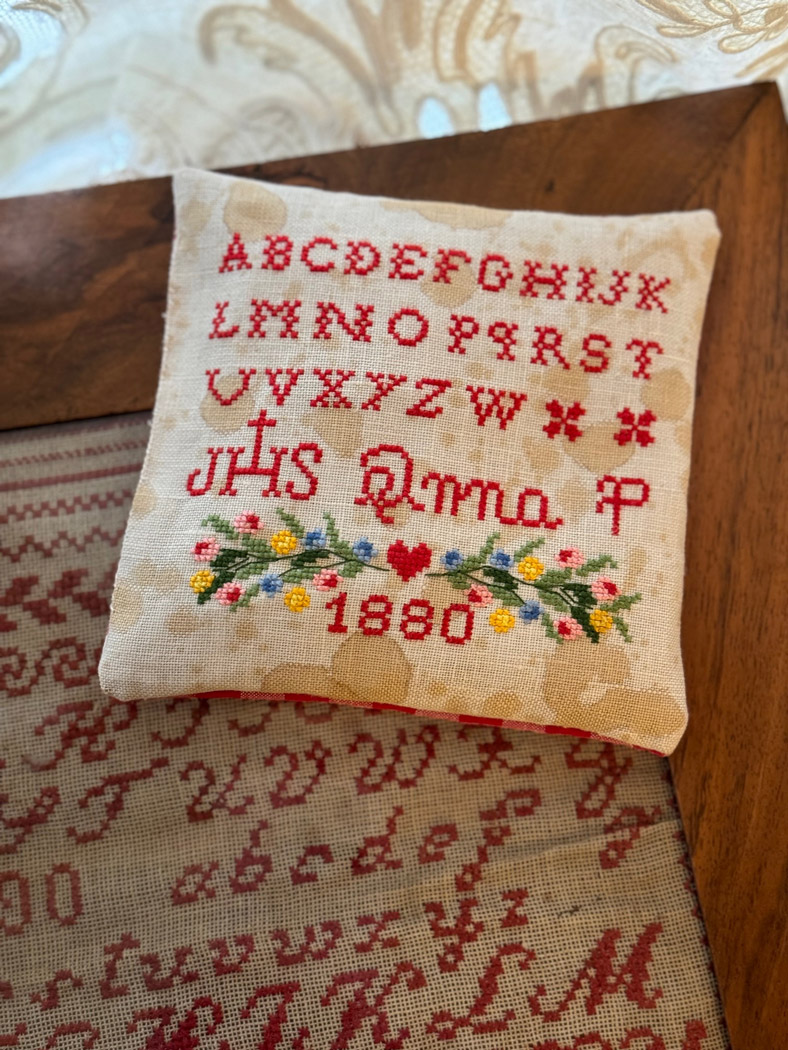 ABCDEFGHIJK
LMNOPQRST
UVXYZW
JHS Anna P
1880
T U V W X
a b c d e f
s t u v w x y z
I J K L M